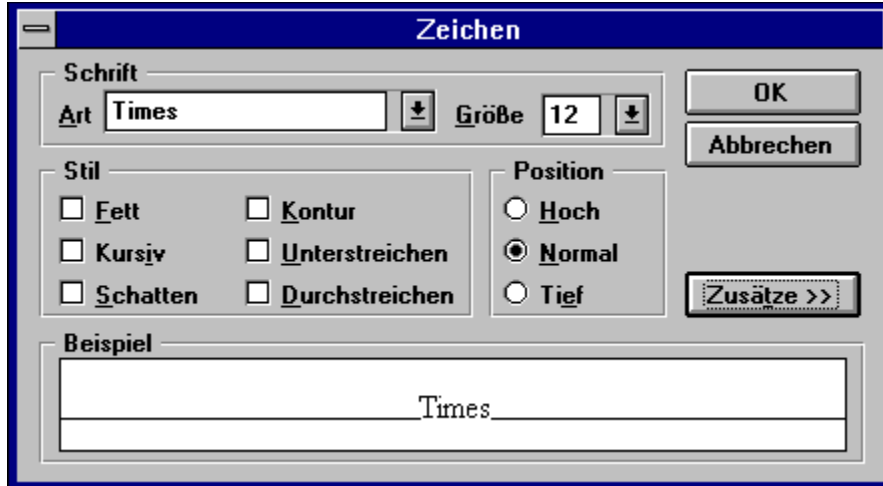 Zeichen
Schrift
Art Times Größe 12
OK
Abbrechen
Stil
Fett Kontur
Kursiv Unterstreichen
Schatten Durchstreichen
Position
Hoch
Normal
Tief
Zusätze >>
Beispiel
Times